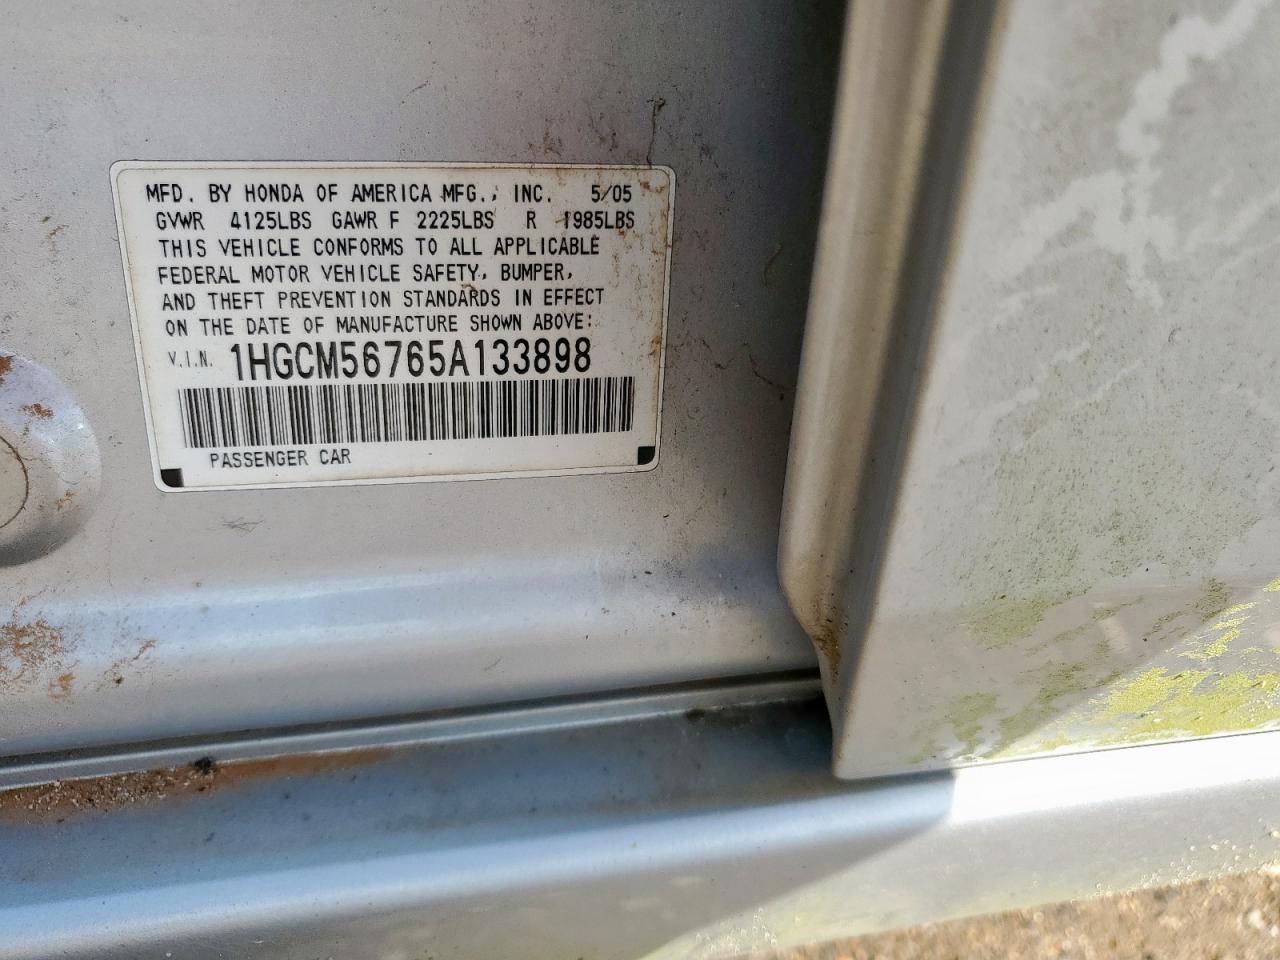 MFD. BY HONDA OF AMERICA MFG., INC. 5/05
GVWR 4125LBS GAWR F 2225LBS R 1985LBS
THIS VEHICLE CONFORMS TO ALL APPLICABLE
FEDERAL MOTOR VEHICLE SAFETY, BUMPER,
AND THEFT PREVENTION STANDARDS IN EFFECT
ON THE DATE OF MANUFACTURE SHOWN ABOVE:
V.I.N. 1HGCM56765A133898
PASSENGER CAR